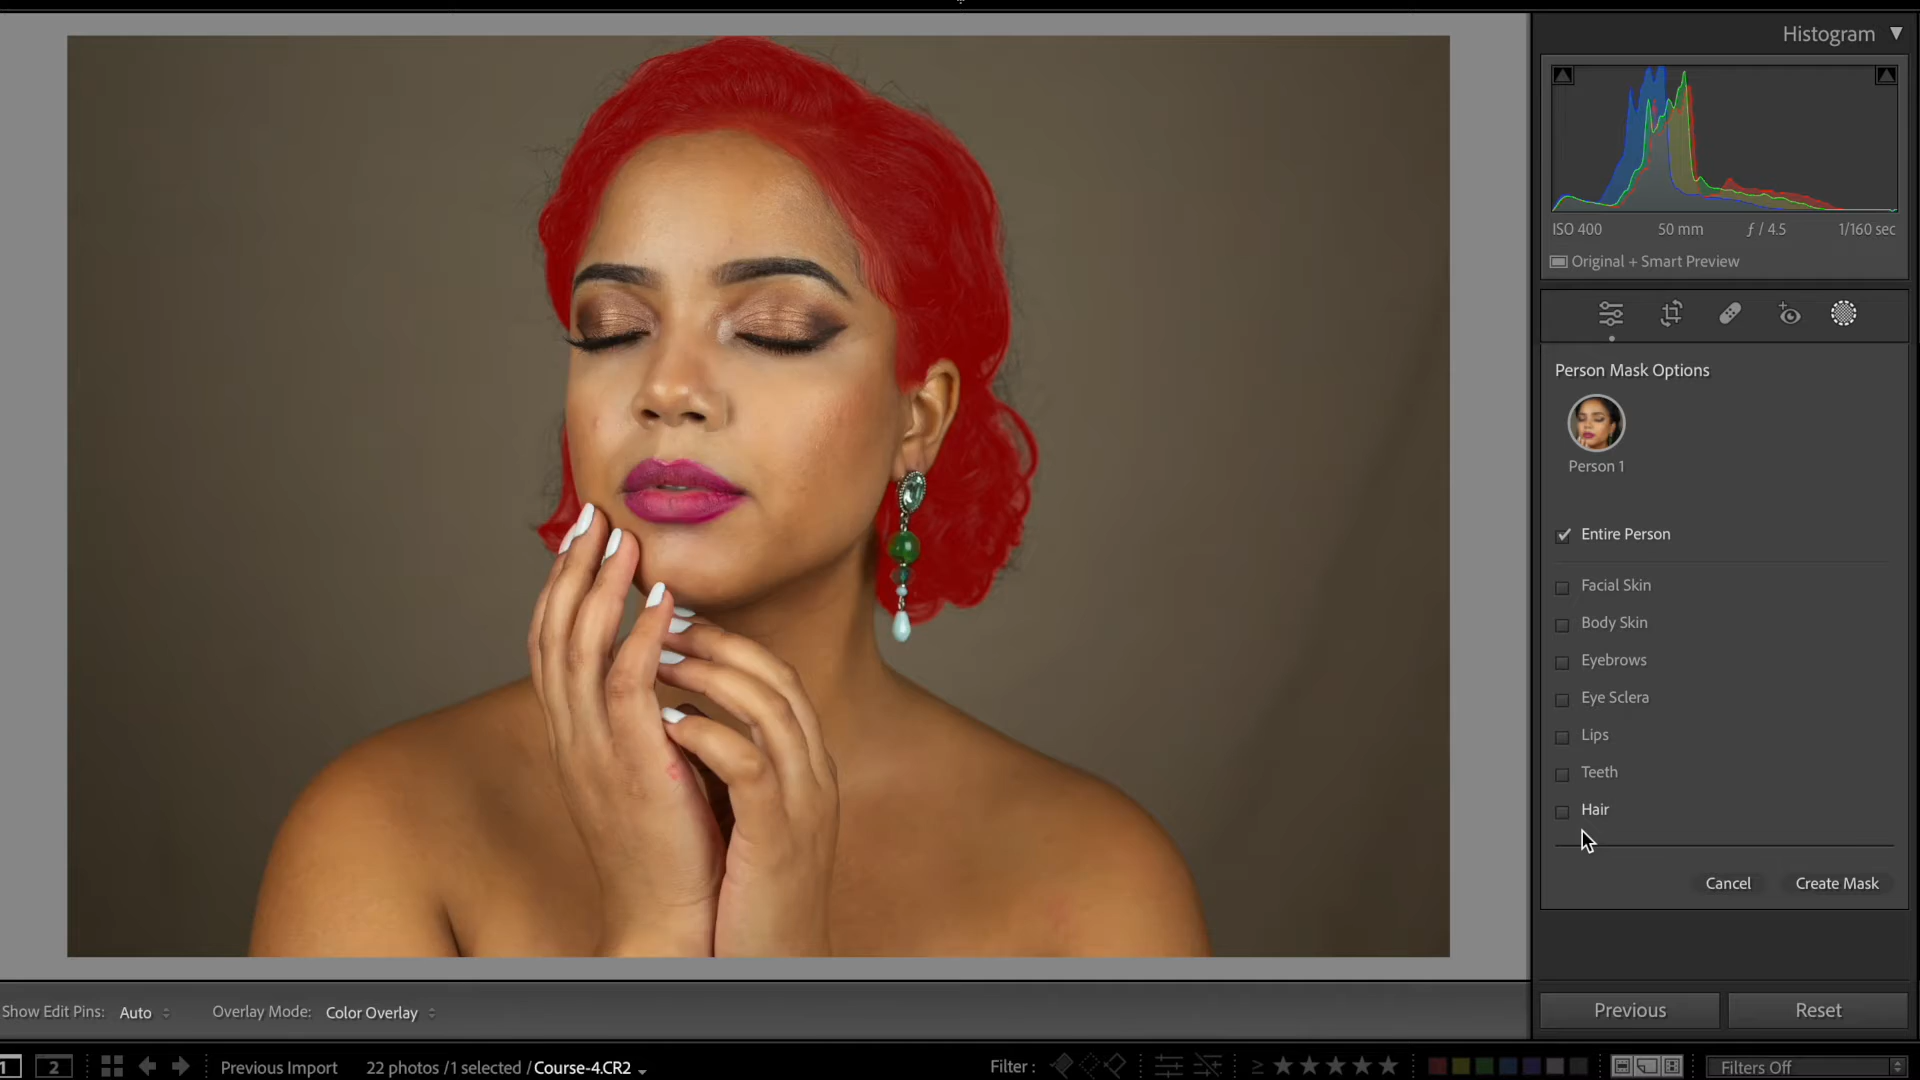 Histogram
ISO 400 50 mm ƒ / 4.5 1/160 sec
Original + Smart Preview
Person Mask Options
Person 1
Entire Person
Facial Skin
Body Skin
Eyebrows
Eye Sclera
Lips
Teeth
Hair
Cancel Create Mask
Show Edit Pins: Auto Overlay Mode: Color Overlay
Previous Reset
1 2 Previous Import 22 photos /1 selected / Course-4.CR2 Filter : ≥ Filters Off